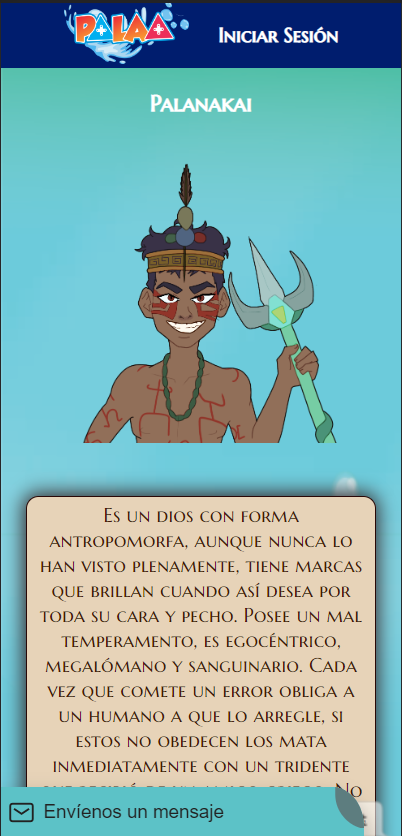 PALAA
Iniciar Sesión
Palanakai
Es un dios con forma
antropomorfa, aunque nunca lo
han visto plenamente, tiene marcas
que brillan cuando así desea por
toda su cara y pecho. Posee un mal
temperamento, es egocéntrico,
megalómano y sanguinario. Cada
vez que comete un error obliga a
un humano a que lo arregle, si
estos no obedecen los mata
inmediatamente con un tridente
No
Envíenos un mensaje